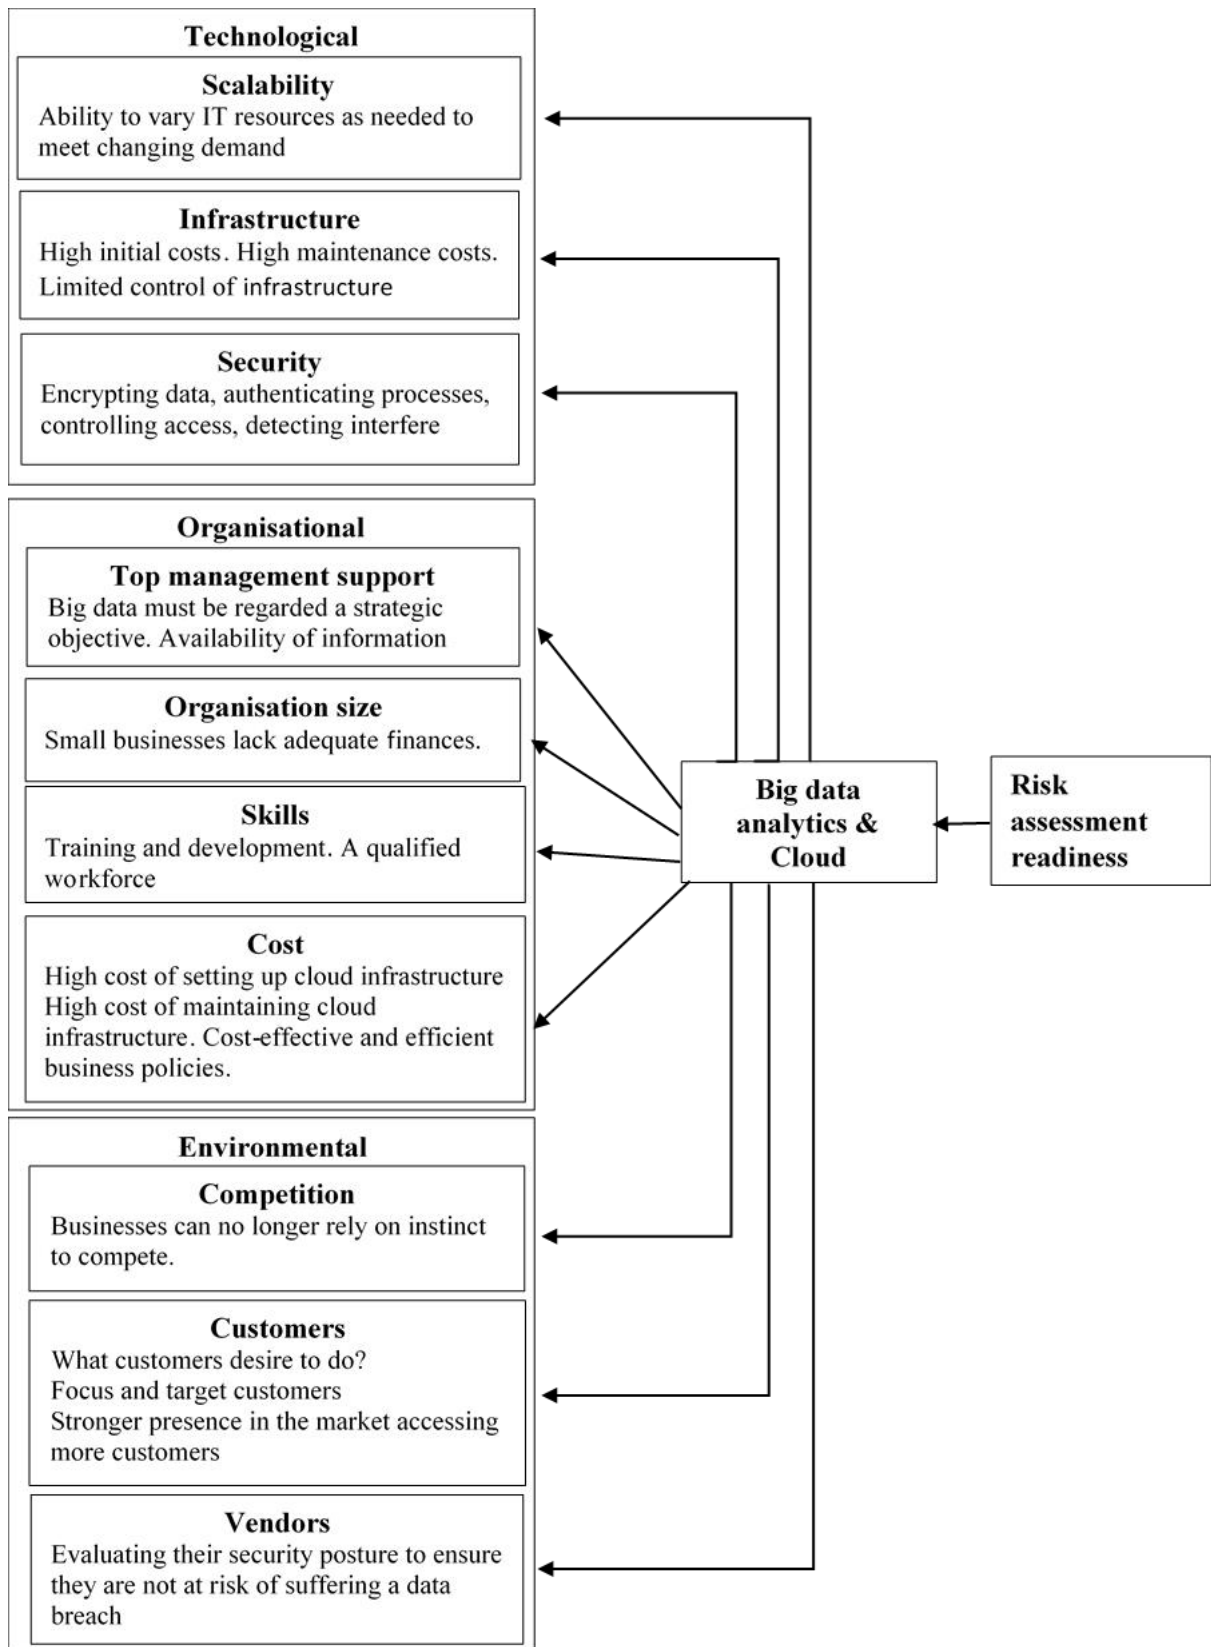 Technological
Scalability
Ability to vary IT resources as needed to
meet changing demand
Infrastructure
High initial costs. High maintenance costs.
Limited control of infrastructure
Security
Encrypting data, authenticating processes,
controlling access, detecting interfere
Organisational
Top management support
Big data must be regarded a strategic
objective. Availability of information
Organisation size
Small businesses lack adequate finances.
Skills
Training and development. A qualified
workforce
Cost
High cost of setting up cloud infrastructure
High cost of maintaining cloud
infrastructure. Cost-effective and efficient
business policies.
Environmental
Competition
Businesses can no longer rely on instinct
to compete.
Customers
What customers desire to do?
Focus and target customers
Stronger presence in the market accessing
more customers
Vendors
Evaluating their security posture to ensure
they are not at risk of suffering a data
breach
Big data
analytics &
Cloud
Risk
assessment
readiness